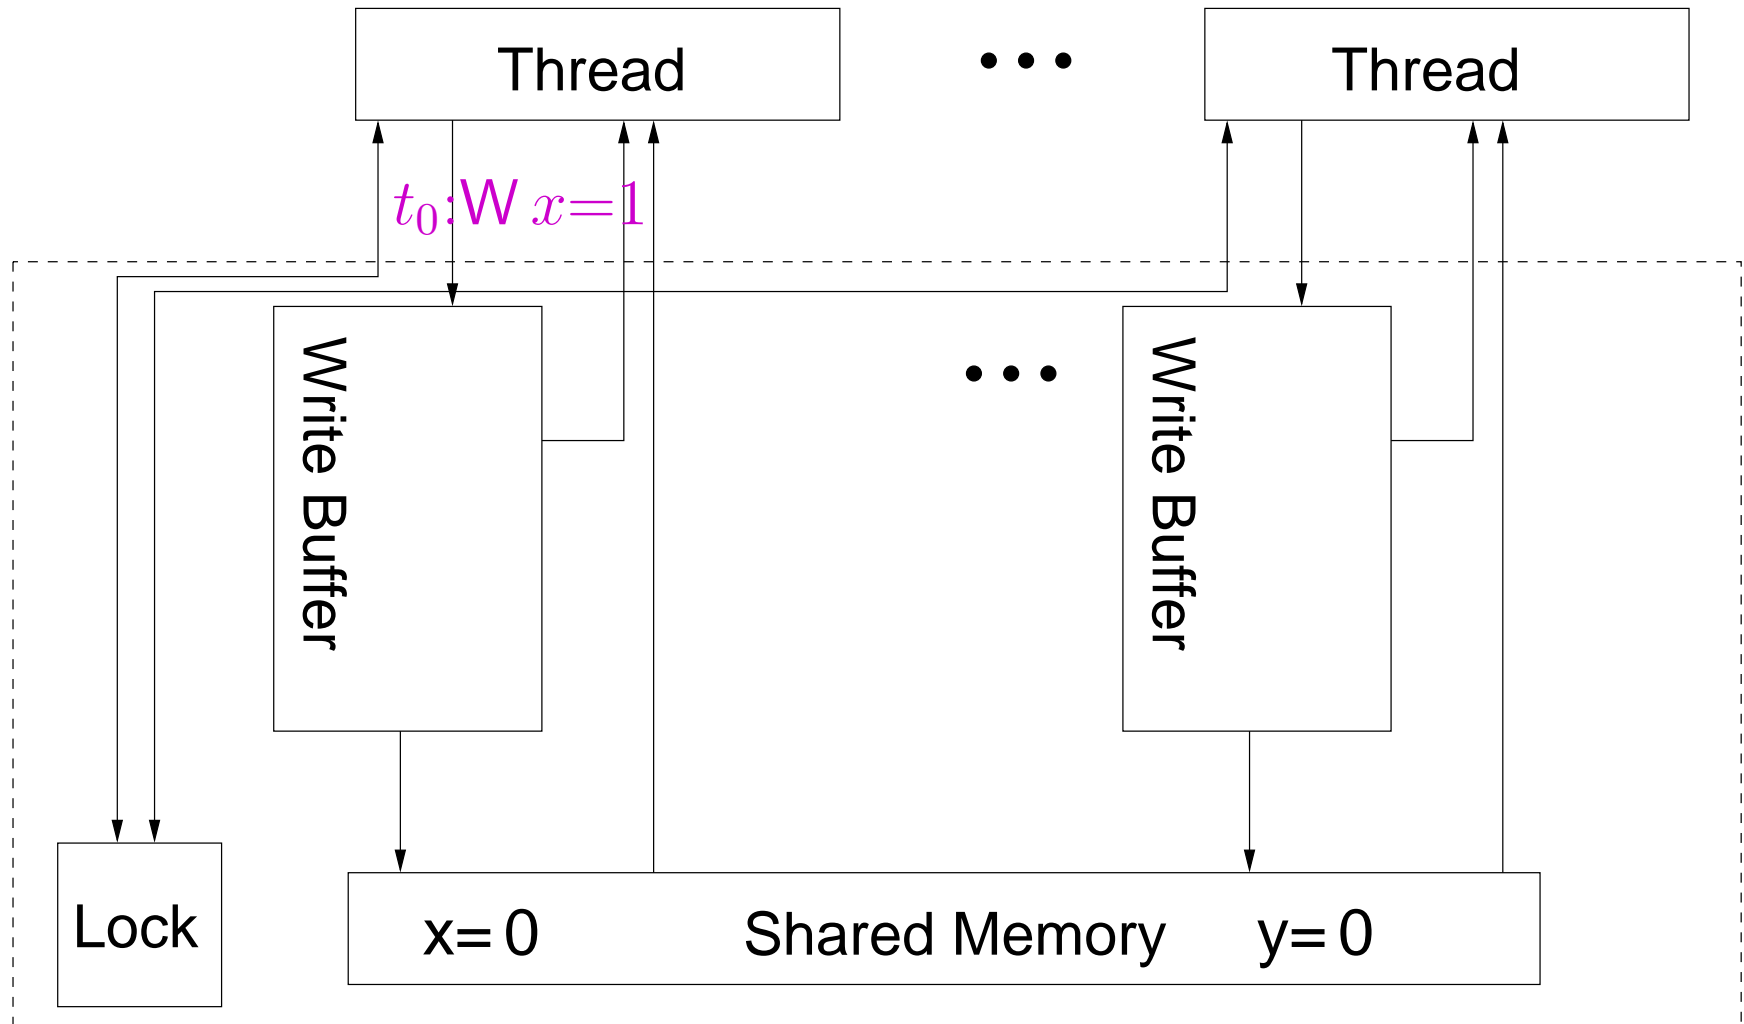 Thread
Thread
t₀:W x=1
Write Buffer
Write Buffer
Lock
x= 0
Shared Memory
y= 0